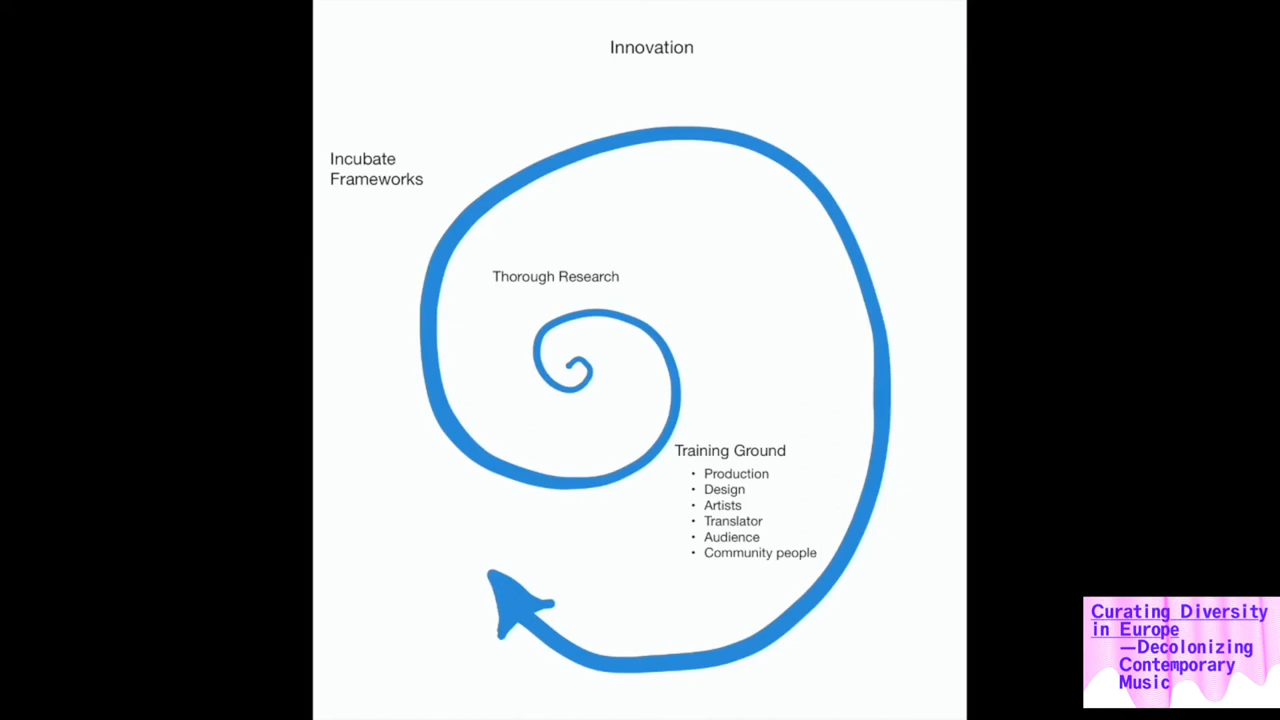 Innovation
Incubate
Frameworks
Thorough Research
Training Ground
• Production
• Design
• Artists
• Translator
• Audience
• Community people
Curating Diversity
in Europe
—Decolonizing
Contemporary
Music